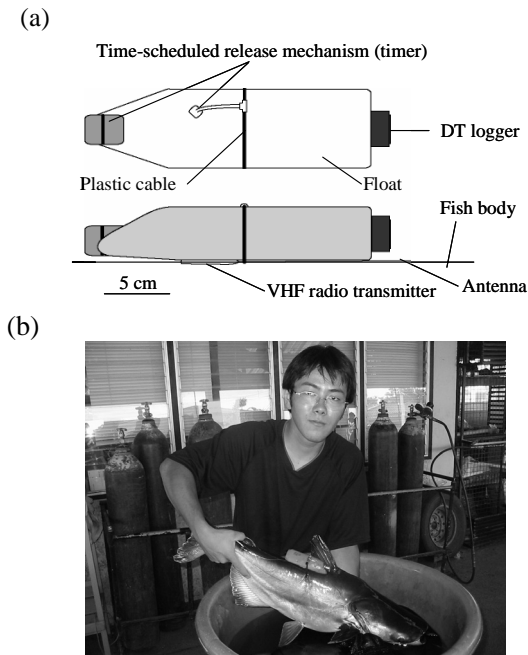 (a)
Time-scheduled release mechanism (timer)
DT logger
Plastic cable
Float
Fish body
5 cm
VHF radio transmitter
Antenna
(b)